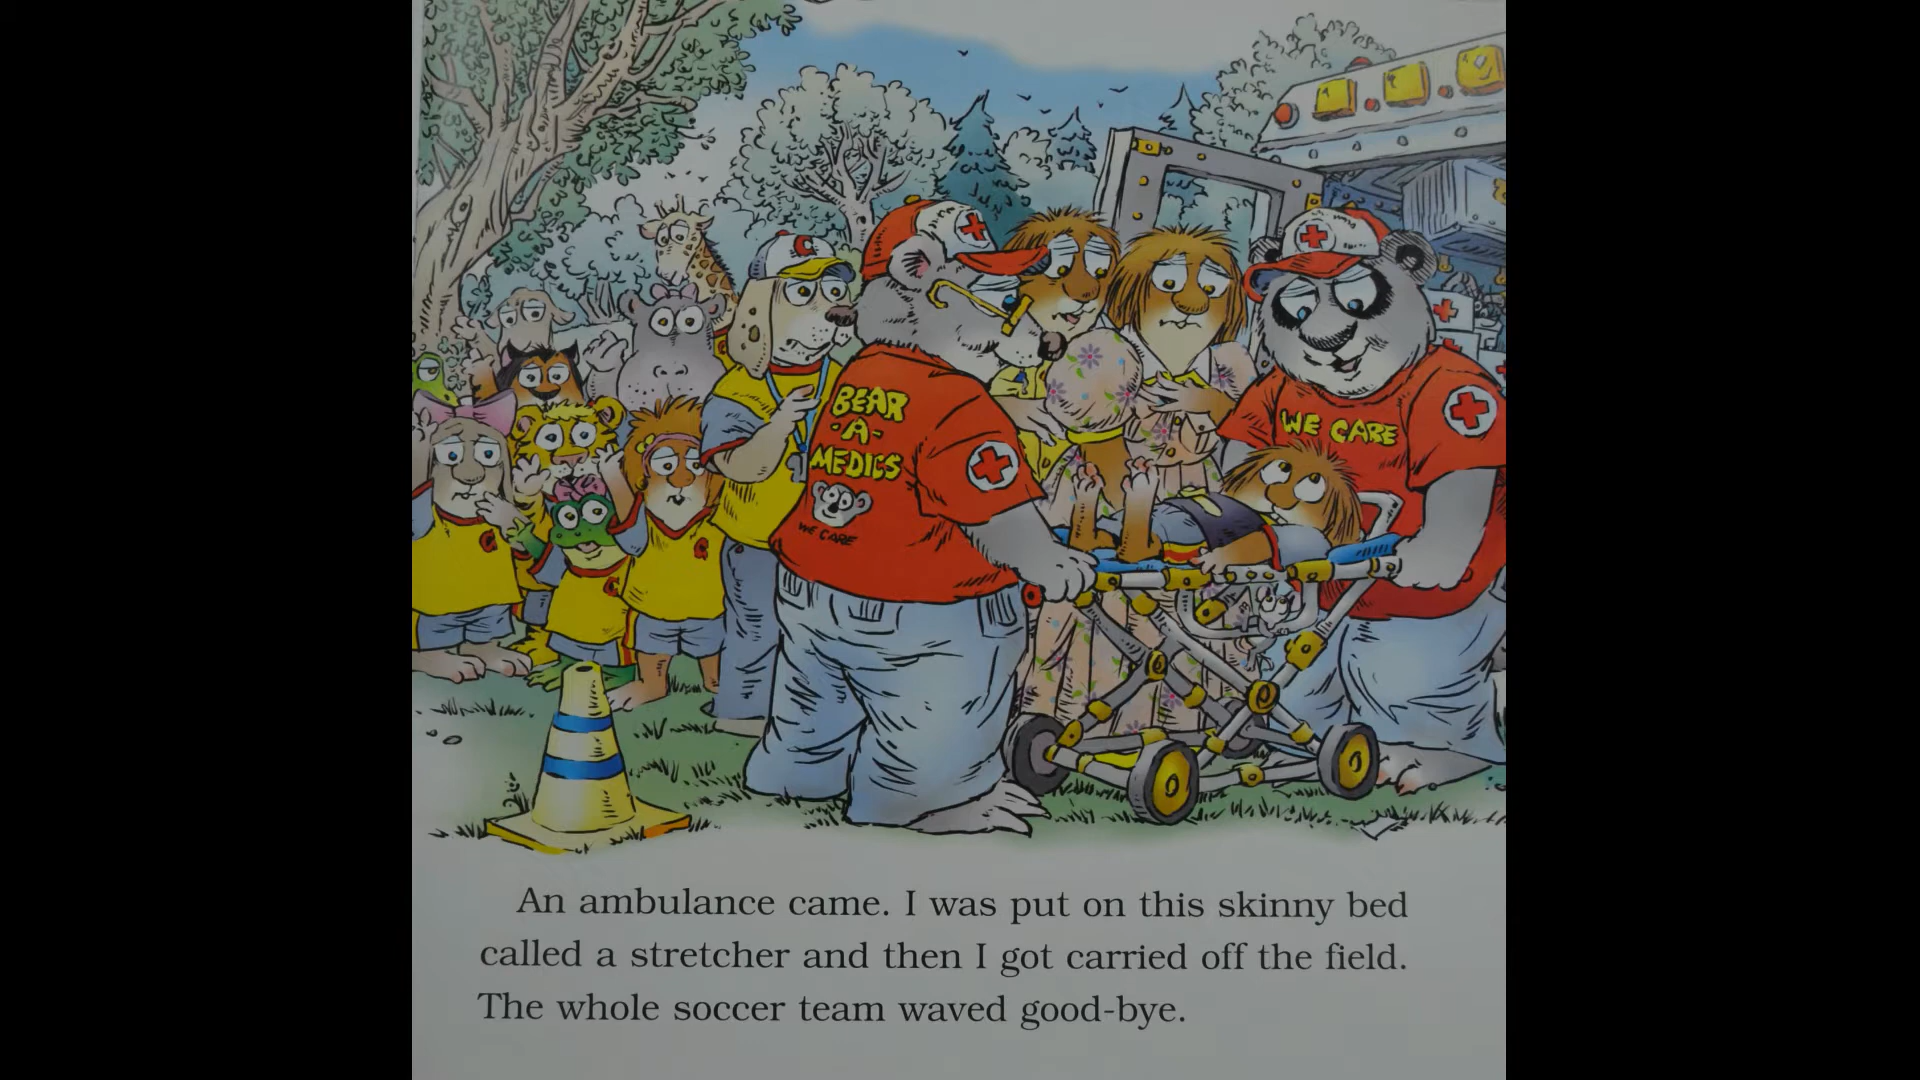 C
BEAR
-A-
MEDICS
WE CARE
WE CARE
An ambulance came. I was put on this skinny bed
called a stretcher and then I got carried off the field.
The whole soccer team waved good-bye.